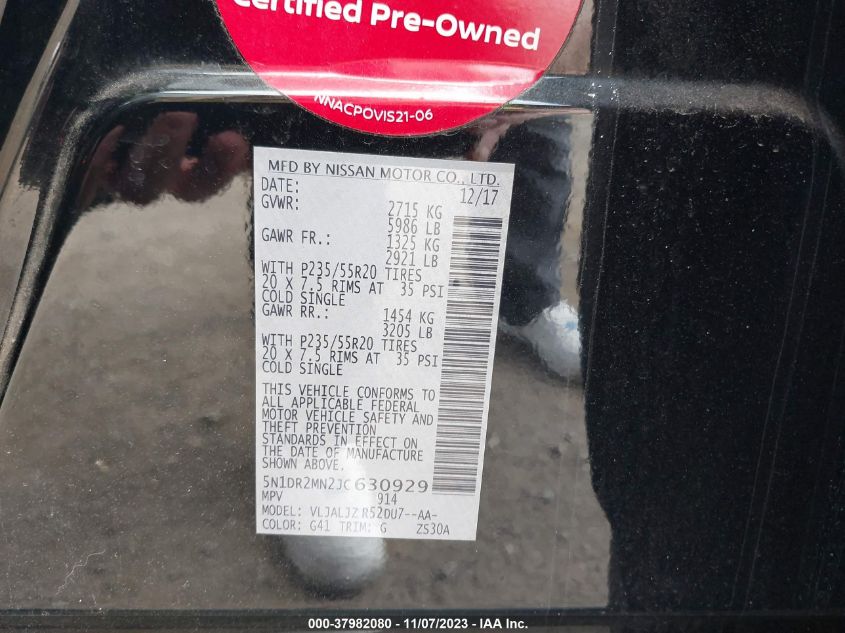 Certified Pre-Owned
NNACPOVIS21-06
MFD BY NISSAN MOTOR CO., LTD.
DATE: 12/17
GVWR: 2715 KG
5986 LB
GAWR FR.: 1325 KG
2921 LB
WITH P235/55R20 TIRES
20 X 7.5 RIMS AT 35 PSI
COLD SINGLE
GAWR RR.: 1454 KG
3205 LB
WITH P235/55R20 TIRES
20 X 7.5 RIMS AT 35 PSI
COLD SINGLE
THIS VEHICLE CONFORMS TO
ALL APPLICABLE FEDERAL
MOTOR VEHICLE SAFETY AND
THEFT PREVENTION
STANDARDS IN EFFECT ON
THE DATE OF MANUFACTURE
SHOWN ABOVE.
5N1DR2MN2JC630929
MPV 914
MODEL: VLJALJZ R52DU7--AA-
COLOR: G41 TRIM: G ZS30A
000-37982080 - 11/07/2023 - IAA Inc.